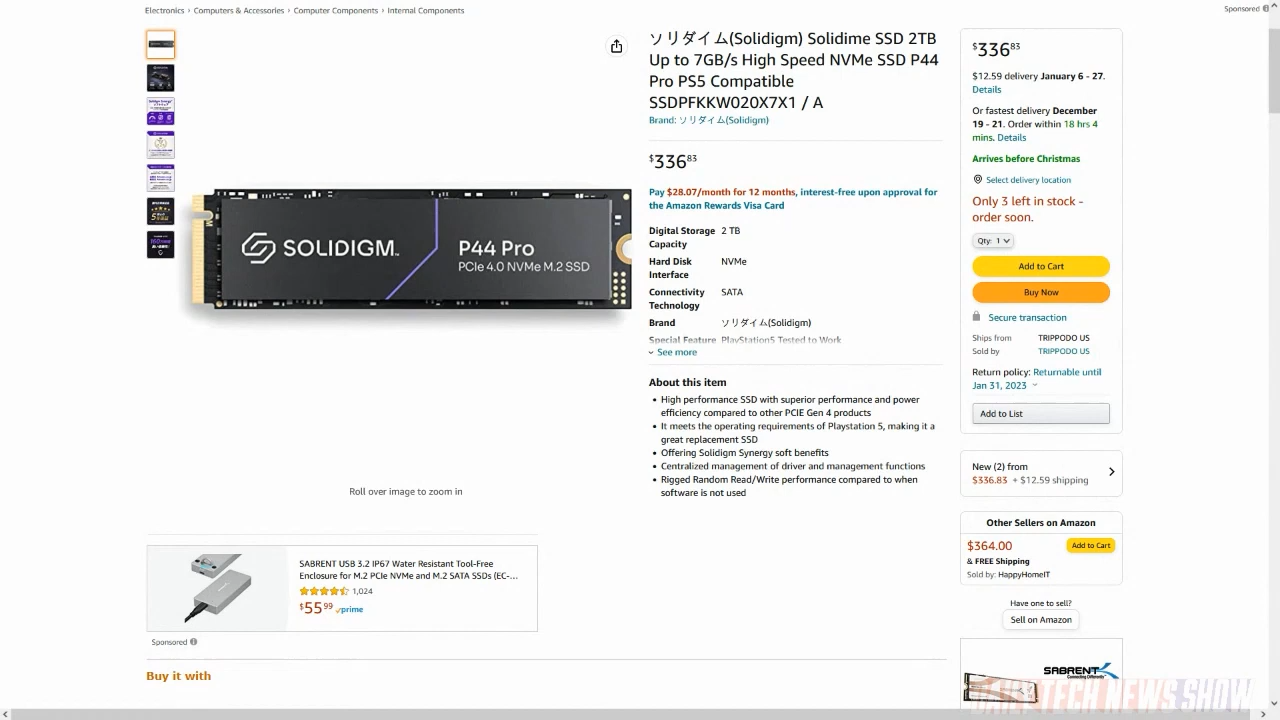 Electronics › Computers & Accessories › Computer Components › Internal Components
Sponsored
ソリダイム(Solidigm) Solidime SSD 2TB
Up to 7GB/s High Speed NVMe SSD P44
Pro PS5 Compatible
SSDPFKKW020X7X1 / A
Brand: ソリダイム(Solidigm)
$336.83
Pay $28.07/month for 12 months, interest-free upon approval for
the Amazon Rewards Visa Card
Digital Storage 2 TB
Capacity
Hard Disk NVMe
Interface
Connectivity SATA
Technology
Brand ソリダイム(Solidigm)
Special Feature PlayStation5 Tested to Work
See more
About this item
• High performance SSD with superior performance and power
efficiency compared to other PCIE Gen 4 products
• It meets the operating requirements of Playstation 5, making it a
great replacement SSD
• Offering Solidigm Synergy soft benefits
• Centralized management of driver and management functions
• Rigged Random Read/Write performance compared to when
software is not used
SOLIDIGM™
P44 Pro
PCIe 4.0 NVMe M.2 SSD
Roll over image to zoom in
SABRENT USB 3.2 IP67 Water Resistant Tool-Free
Enclosure for M.2 PCIe NVMe and M.2 SATA SSDs (EC-...
1,024
$55.99 prime
Sponsored
Buy it with
$336.83
$12.59 delivery January 6 - 27.
Details
Or fastest delivery December
19 - 21. Order within 18 hrs 4
mins. Details
Arrives before Christmas
Select delivery location
Only 3 left in stock -
order soon.
Qty: 1
Add to Cart
Buy Now
Secure transaction
Ships from TRIPPODO US
Sold by TRIPPODO US
Return policy: Returnable until
Jan 31, 2023
Add to List
New (2) from
$336.83 + $12.59 shipping
Other Sellers on Amazon
$364.00 Add to Cart
& FREE Shipping
Sold by: HappyHomeIT
Have one to sell?
Sell on Amazon
SABRENT
DAILY TECH NEWS SHOW